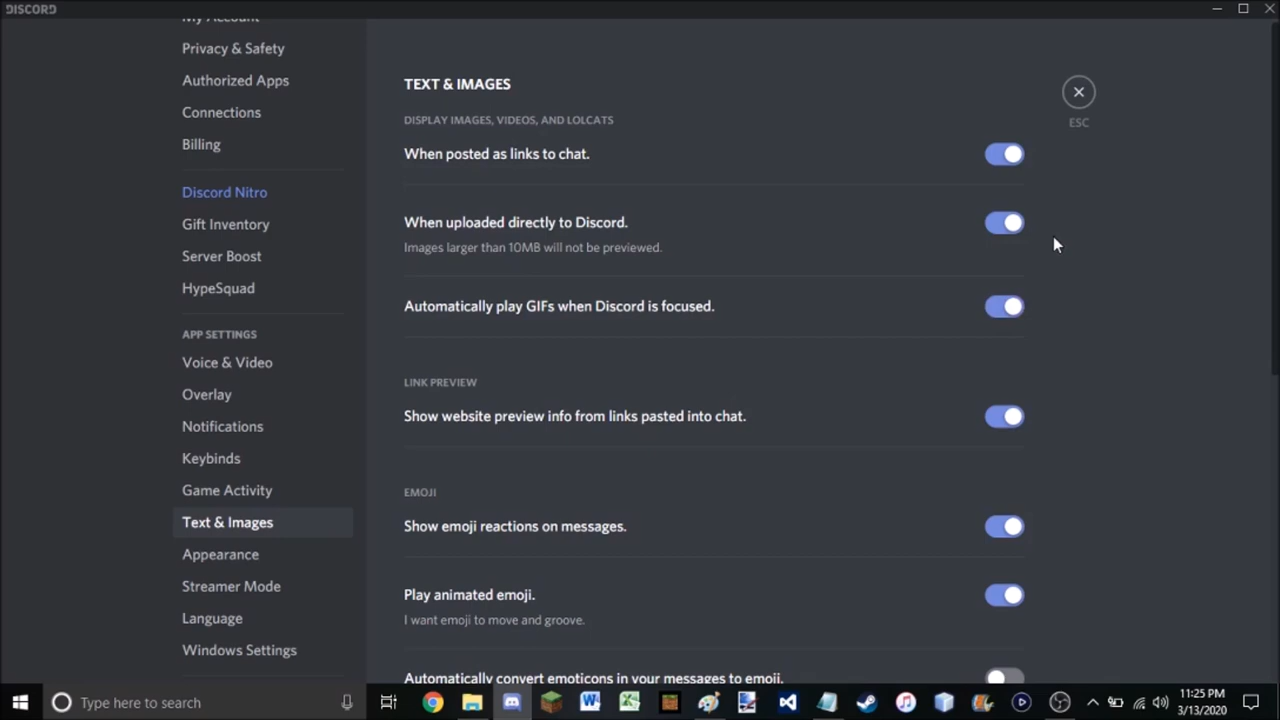 DISCORD
My Account
Privacy & Safety
Authorized Apps
Connections
Billing
Discord Nitro
Gift Inventory
Server Boost
HypeSquad
APP SETTINGS
Voice & Video
Overlay
Notifications
Keybinds
Game Activity
Text & Images
Appearance
Streamer Mode
Language
Windows Settings
TEXT & IMAGES
DISPLAY IMAGES, VIDEOS, AND LOLCATS
When posted as links to chat.
When uploaded directly to Discord.
Images larger than 10MB will not be previewed.
Automatically play GIFs when Discord is focused.
LINK PREVIEW
Show website preview info from links pasted into chat.
EMOJI
Show emoji reactions on messages.
Play animated emoji.
I want emoji to move and groove.
Automatically convert emoticons in your messages to emoji.
ESC
Type here to search
11:25 PM
3/13/2020